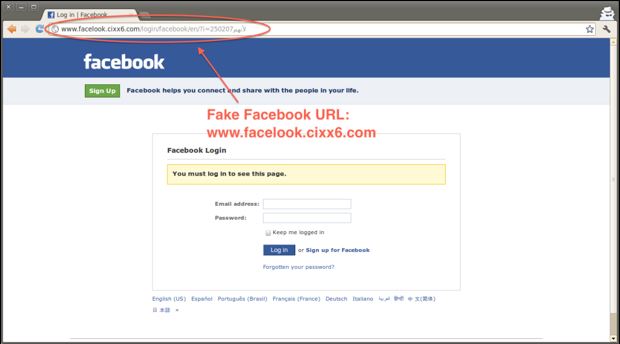 Log in | Facebook
www.facelook.cixx6.com/login/facebook/en/?i=250207
facebook
Sign Up Facebook helps you connect and share with the people in your life.
Fake Facebook URL:
www.facelook.cixx6.com
Facebook Login
You must log in to see this page.
Email address:
Password:
Keep me logged in
Log in or Sign up for Facebook
Forgotten your password?
English (US) Español Português (Brasil) Français (France) Deutsch Italiano العربية हिन्दी 中文(简体)
日本語